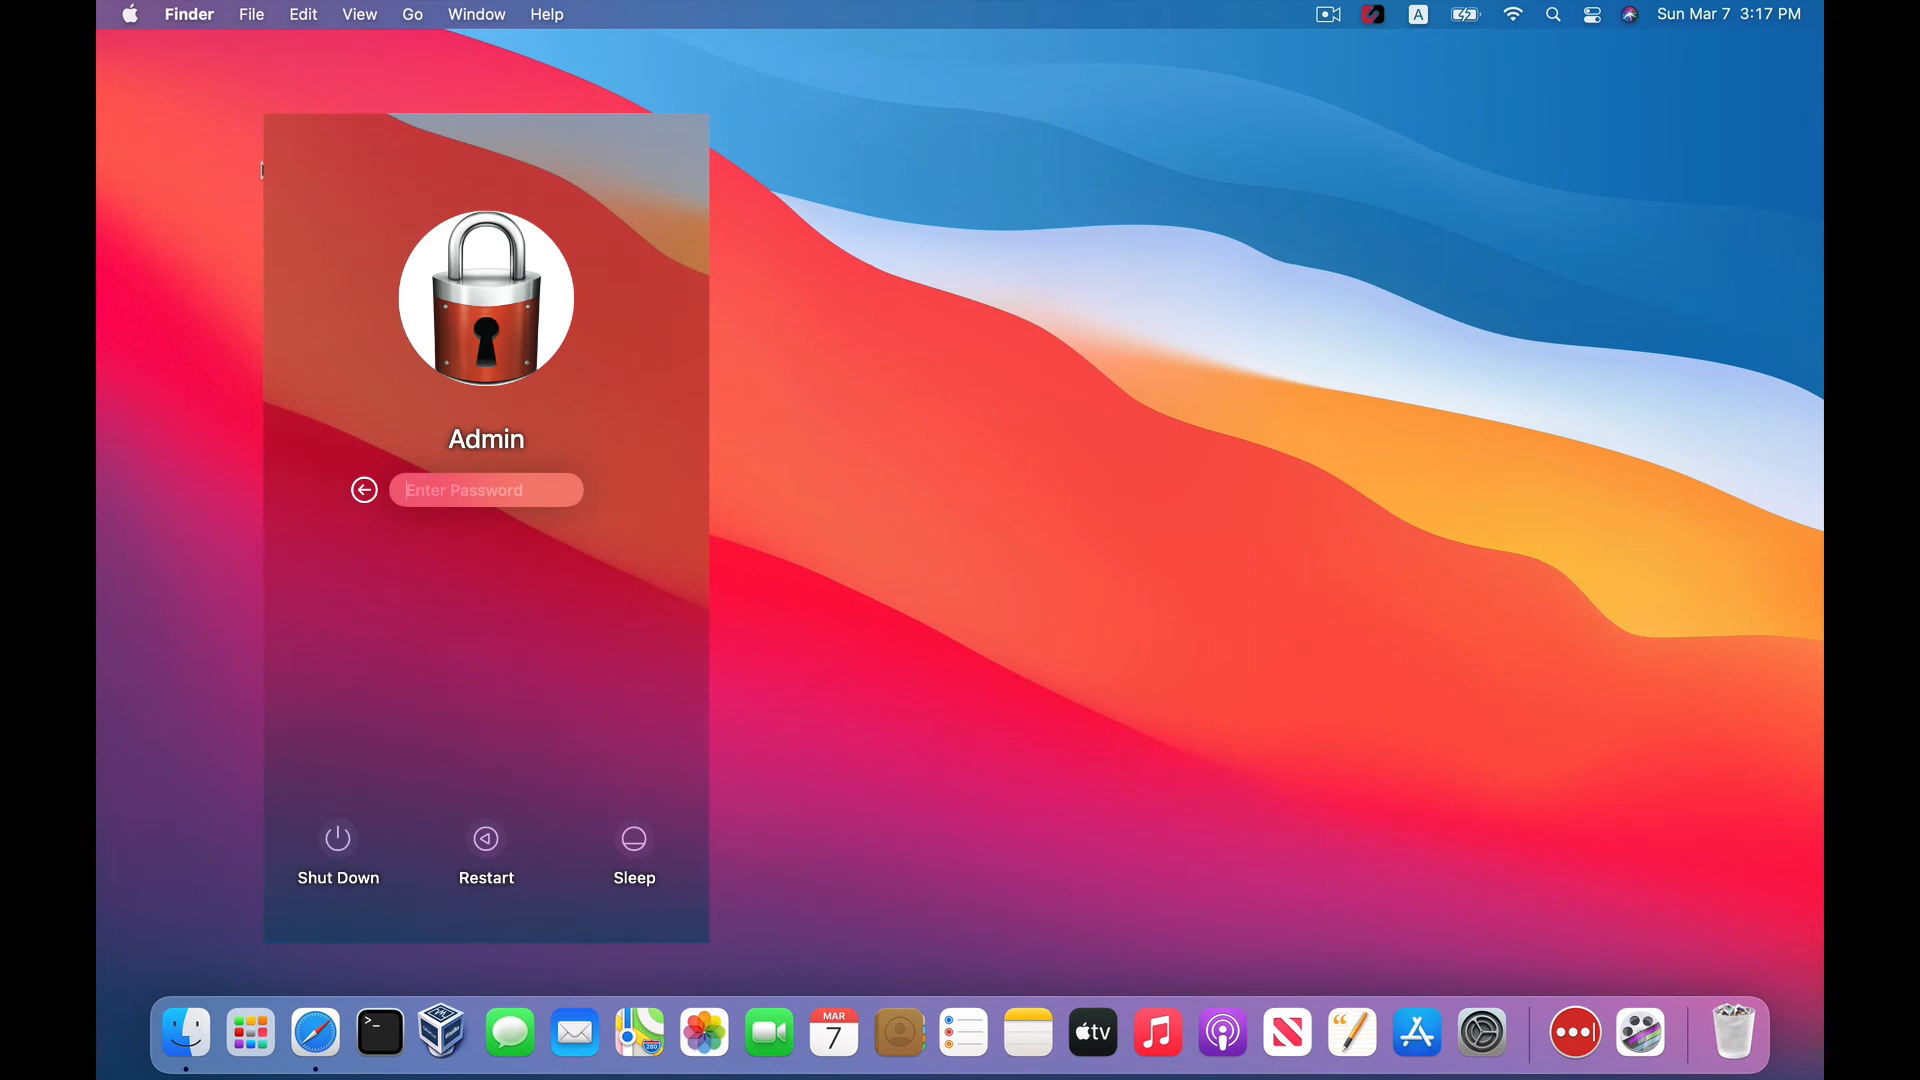 Finder File Edit View Go Window Help
A
Sun Mar 7 3:17 PM
Admin
Enter Password
Shut Down Restart Sleep
>_
280
MAR
7
tv